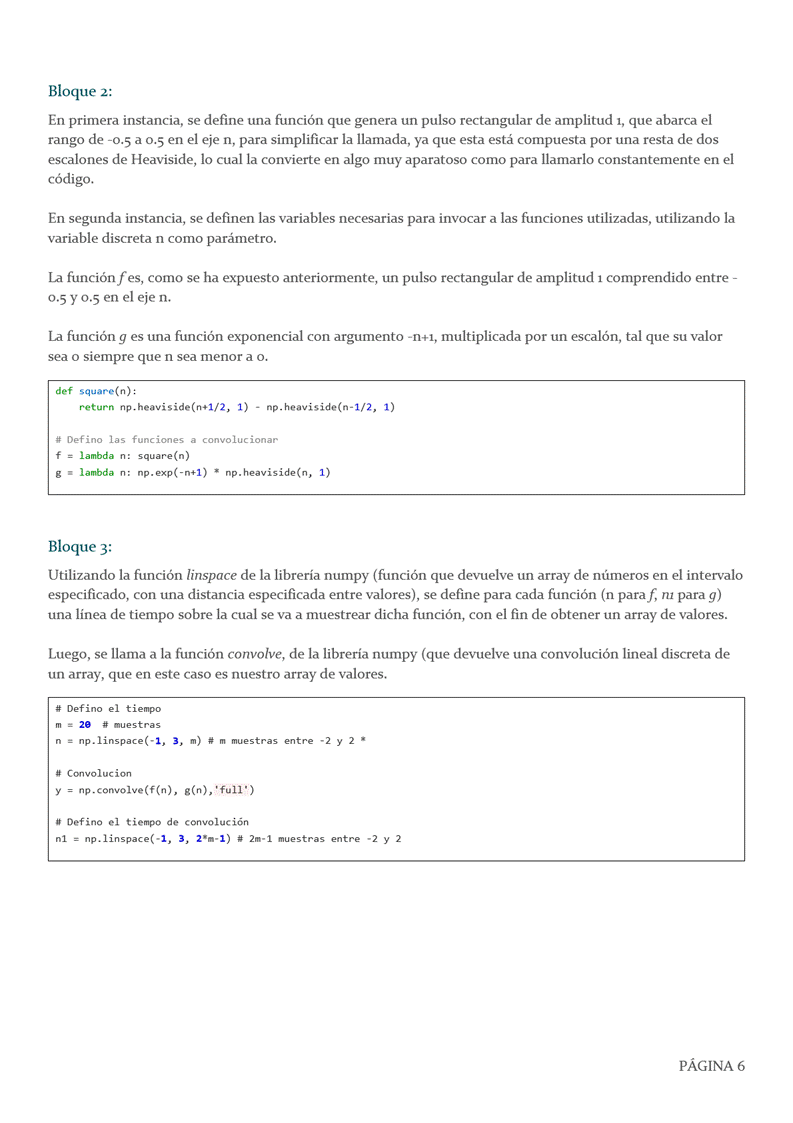 Bloque 2:
En primera instancia, se define una función que genera un pulso rectangular de amplitud 1, que abarca el
rango de -0.5 a 0.5 en el eje n, para simplificar la llamada, ya que esta está compuesta por una resta de dos
escalones de Heaviside, lo cual la convierte en algo muy aparatoso como para llamarlo constantemente en el
código.
En segunda instancia, se definen las variables necesarias para invocar a las funciones utilizadas, utilizando la
variable discreta n como parámetro.
La función f es, como se ha expuesto anteriormente, un pulso rectangular de amplitud 1 comprendido entre -
0.5 y 0.5 en el eje n.
La función g es una función exponencial con argumento -n+1, multiplicada por un escalón, tal que su valor
sea 0 siempre que n sea menor a 0.
def square(n):
    return np.heaviside(n+1/2, 1) - np.heaviside(n-1/2, 1)
# Defino las funciones a convolucionar
f = lambda n: square(n)
g = lambda n: np.exp(-n+1) * np.heaviside(n, 1)
Bloque 3:
Utilizando la función linspace de la librería numpy (función que devuelve un array de números en el intervalo
especificado, con una distancia especificada entre valores), se define para cada función (n para f, n1 para g)
una línea de tiempo sobre la cual se va a muestrear dicha función, con el fin de obtener un array de valores.
Luego, se llama a la función convolve, de la librería numpy (que devuelve una convolución lineal discreta de
un array, que en este caso es nuestro array de valores.
# Defino el tiempo
m = 20  # muestras
n = np.linspace(-1, 3, m) # m muestras entre -2 y 2 *
# Convolucion
y = np.convolve(f(n), g(n),'full')
# Defino el tiempo de convolución
n1 = np.linspace(-1, 3, 2*m-1) # 2m-1 muestras entre -2 y 2
PÁGINA 6